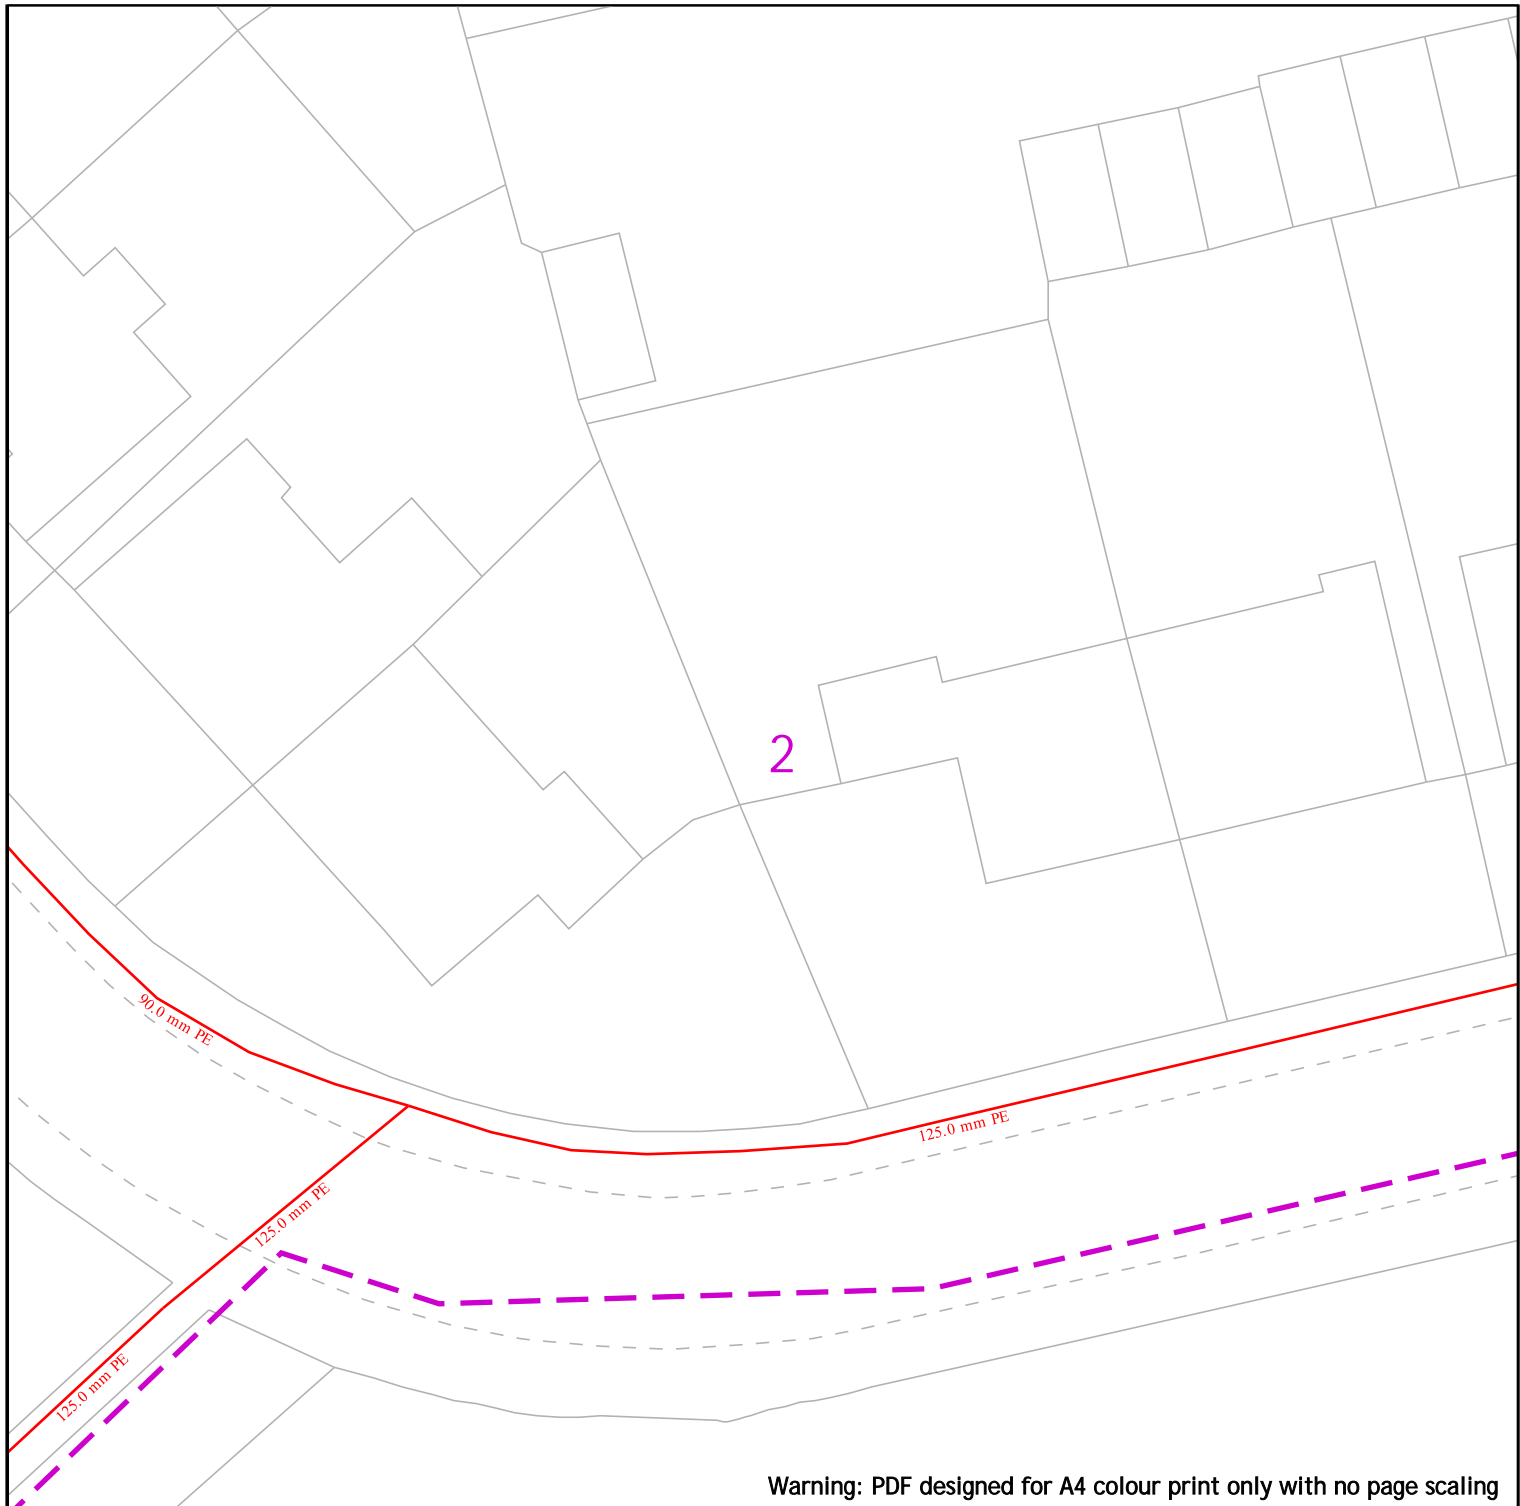 2
90.0 mm PE
125.0 mm PE
125.0 mm PE
125.0 mm PE
Warning: PDF designed for A4 colour print only with no page scaling